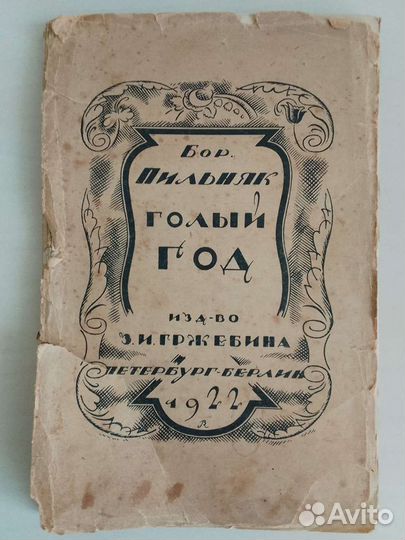 Бор.
Пильняк
Голый
Год
Изд-во
З.И.Гржебина
Петербург-Берлин
1922
R
Avito